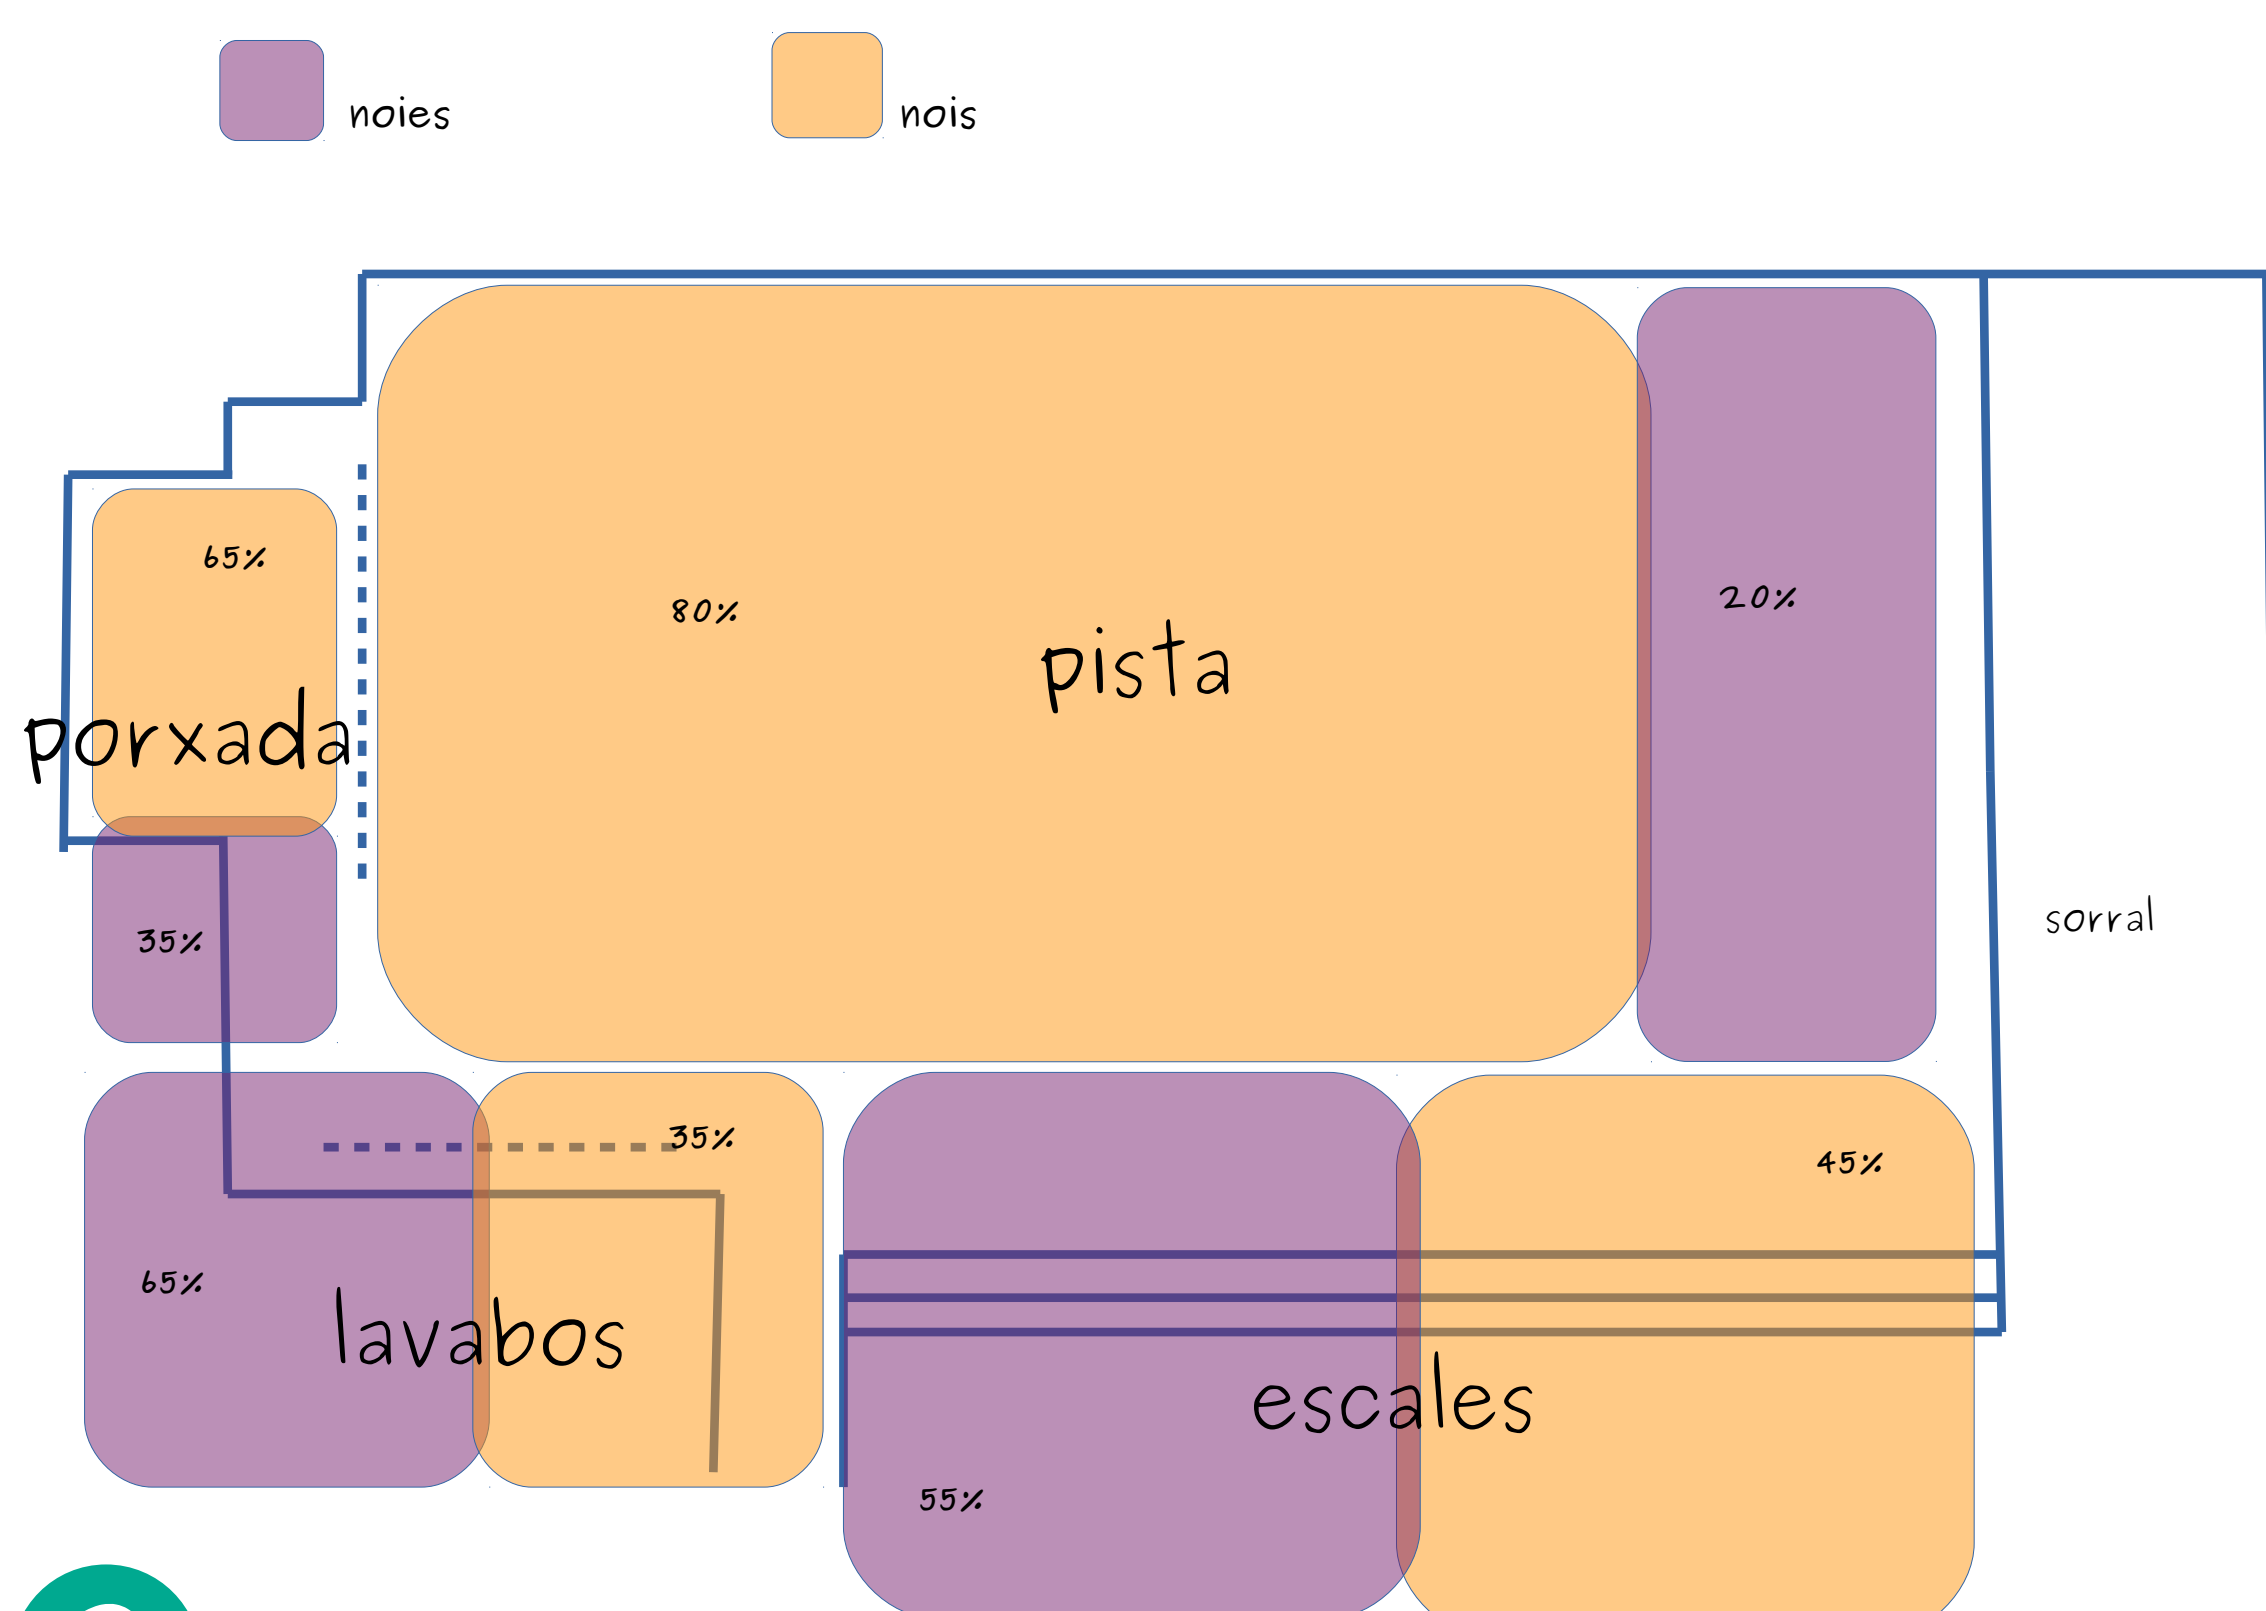 noies
nois
65%
80%
pista
20%
porxada
35%
sorral
35%
45%
65%
lavabos
escales
55%